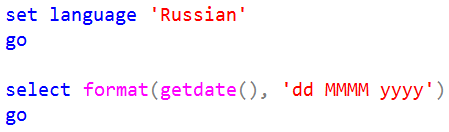 set language 'Russian'
go
select format(getdate(), 'dd MMMM yyyy')
go